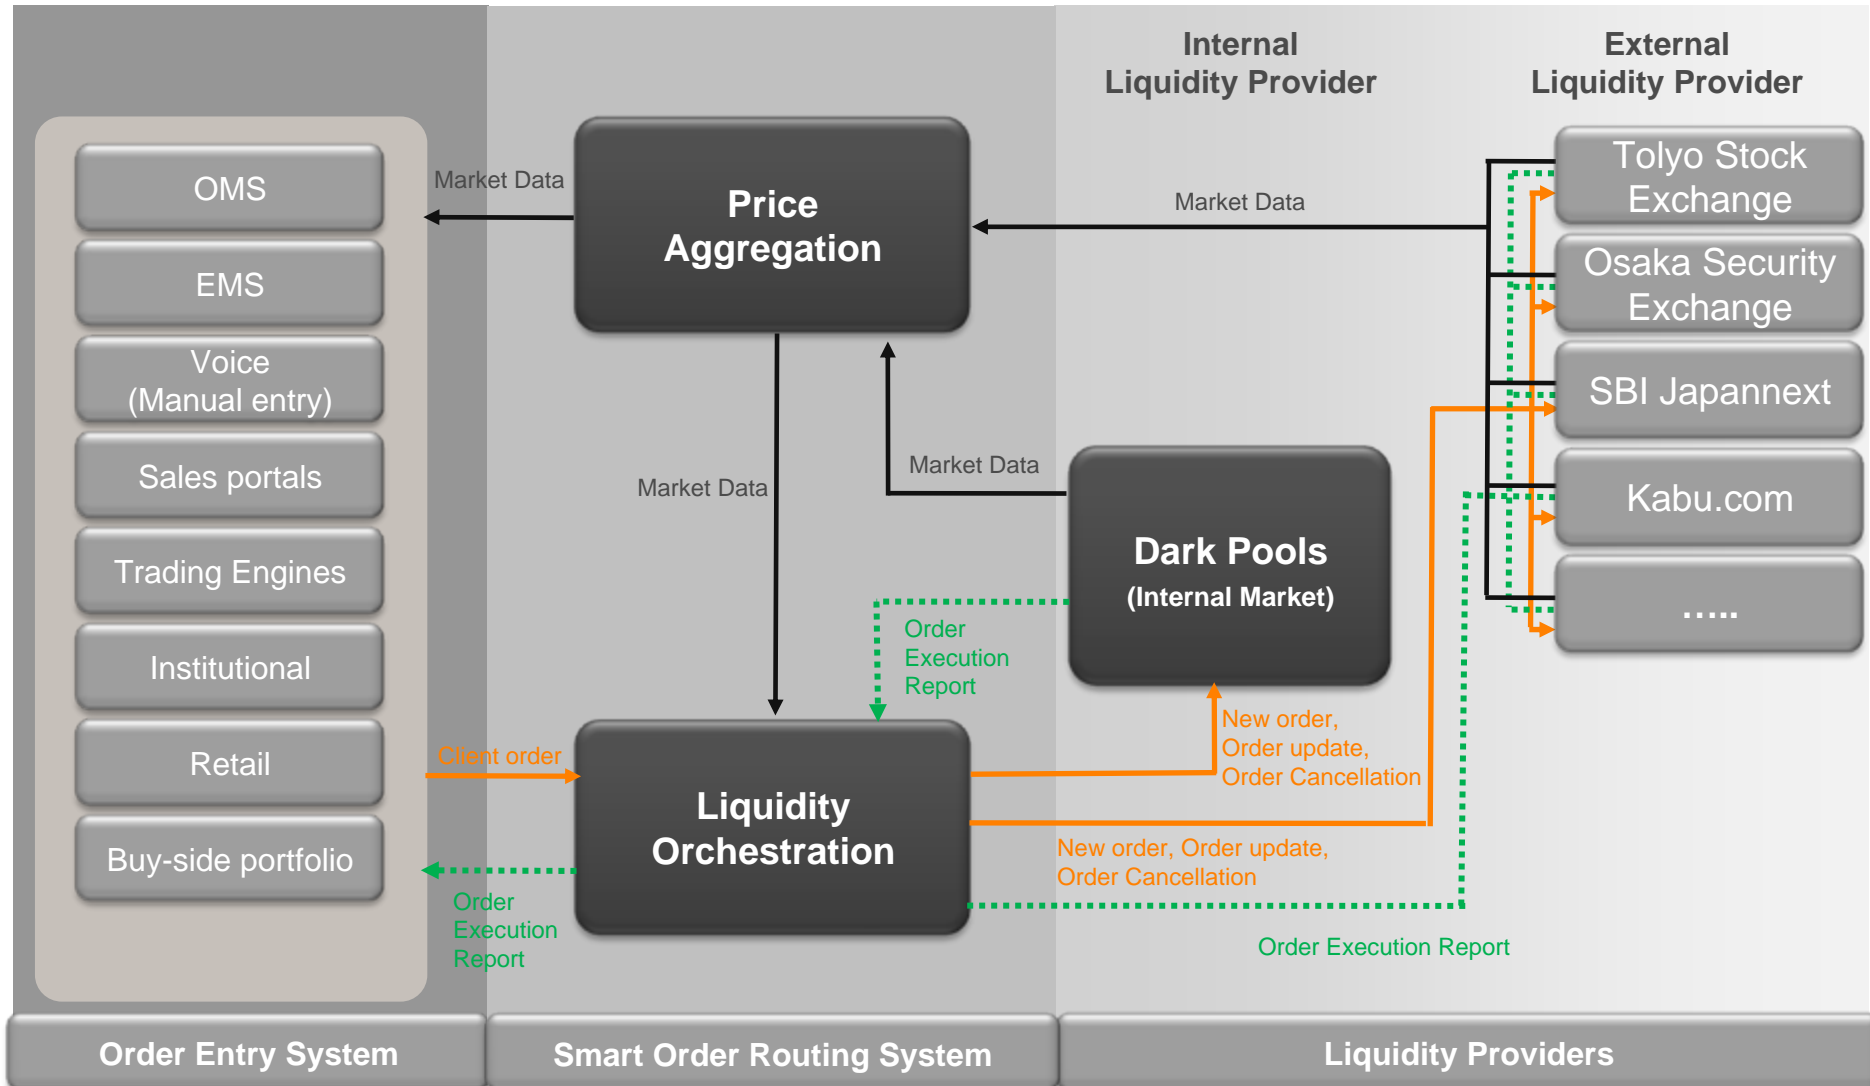 Internal
Liquidity Provider
External
Liquidity Provider
OMS
EMS
Voice
(Manual entry)
Sales portals
Trading Engines
Institutional
Retail
Buy-side portfolio
Market Data
Price
Aggregation
Market Data
Market Data
Market Data
Dark Pools
(Internal Market)
Order
Execution
Report
Client order
Liquidity
Orchestration
New order,
Order update,
Order Cancellation
New order, Order update,
Order Cancellation
Order
Execution
Report
Order Execution Report
Tolyo Stock
Exchange
Osaka Security
Exchange
SBI Japannext
Kabu.com
…..
Order Entry System
Smart Order Routing System
Liquidity Providers